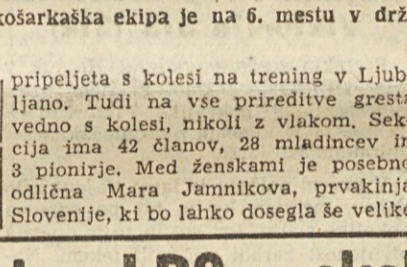 košarkaška ekipa je na 6. mestu v drž
pripeljeta s kolesi na trening v Ljub
ljano. Tudi na vse prireditve gresta
vedno s kolesi, nikoli z vlakom. Sek
cija ima 42 članov, 28 mladincev in
3 pionirje. Med ženskami je posebno
odlična Mara Jamnikova, prvakinja
Slovenije, ki bo lahko dosegla še velike